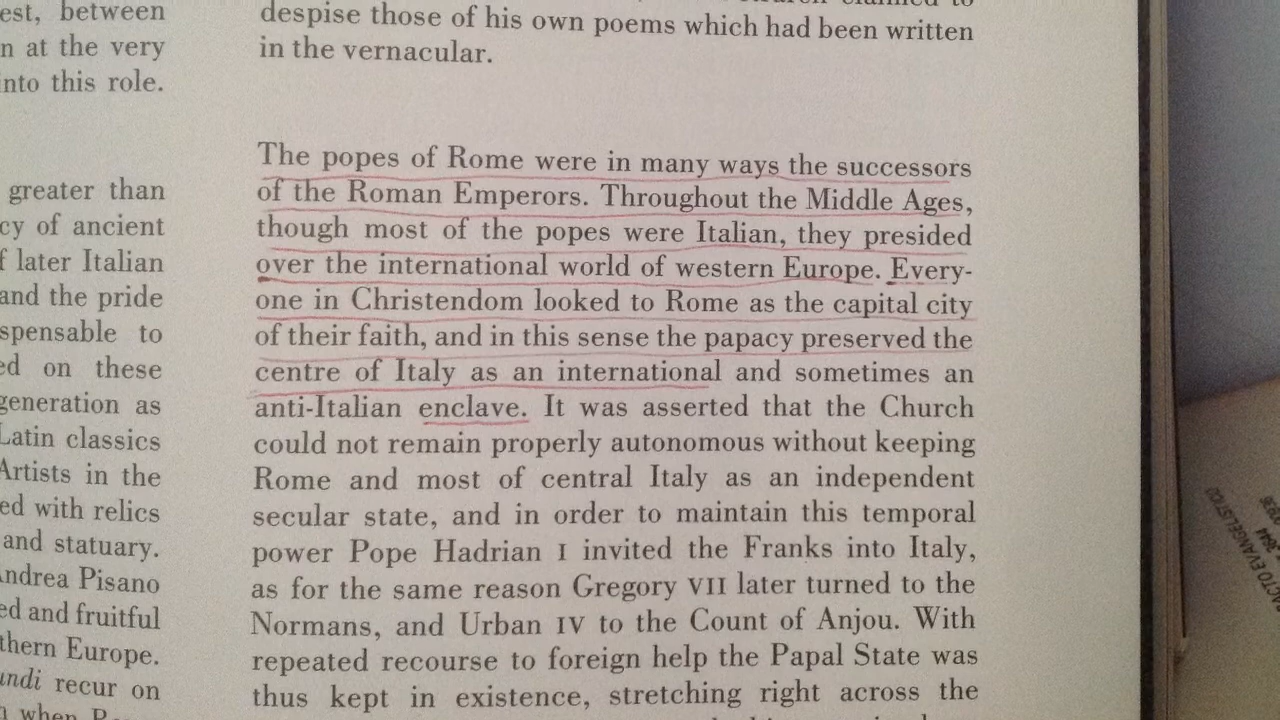 est, between
n at the very
into this role.
greater than
cy of ancient
f later Italian
and the pride
spensable to
ed on these
generation as
Latin classics
Artists in the
ed with relics
and statuary.
Andrea Pisano
ed and fruitful
thern Europe.
undi recur on
when
despise those of his own poems which had been written
in the vernacular.
The popes of Rome were in many ways the successors
of the Roman Emperors. Throughout the Middle Ages,
though most of the popes were Italian, they presided
over the international world of western Europe. Every-
one in Christendom looked to Rome as the capital city
of their faith, and in this sense the papacy preserved the
centre of Italy as an international and sometimes an
anti-Italian enclave. It was asserted that the Church
could not remain properly autonomous without keeping
Rome and most of central Italy as an independent
secular state, and in order to maintain this temporal
power Pope Hadrian I invited the Franks into Italy,
as for the same reason Gregory VII later turned to the
Normans, and Urban IV to the Count of Anjou. With
repeated recourse to foreign help the Papal State was
thus kept in existence, stretching right across the
ACTO EVANGELISTICO